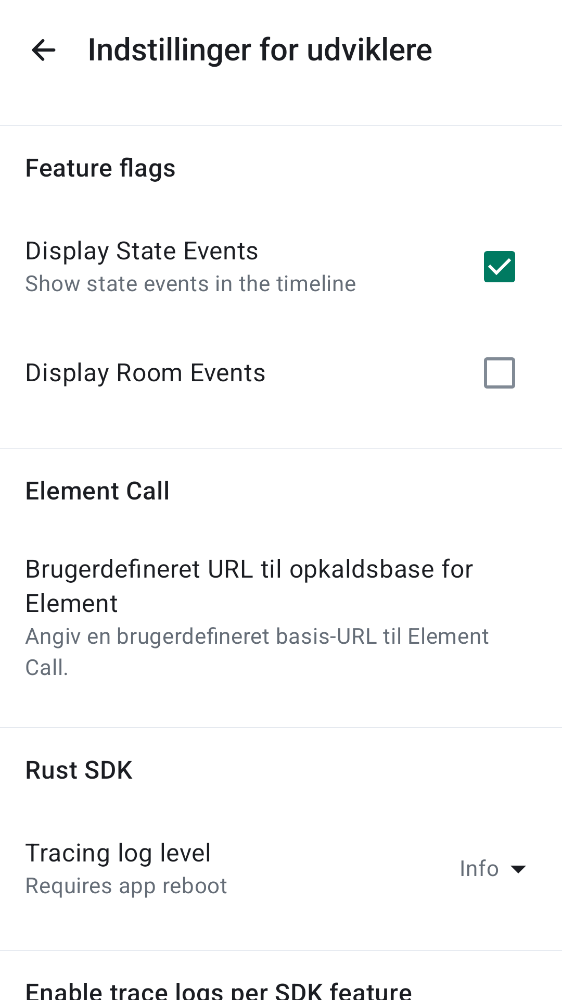 Indstillinger for udviklere
Feature flags
Display State Events
Show state events in the timeline
Display Room Events
Element Call
Brugerdefineret URL til opkaldsbase for
Element
Angiv en brugerdefineret basis-URL til Element
Call.
Rust SDK
Tracing log level
Requires app reboot
Info
Enable trace logs per SDK feature